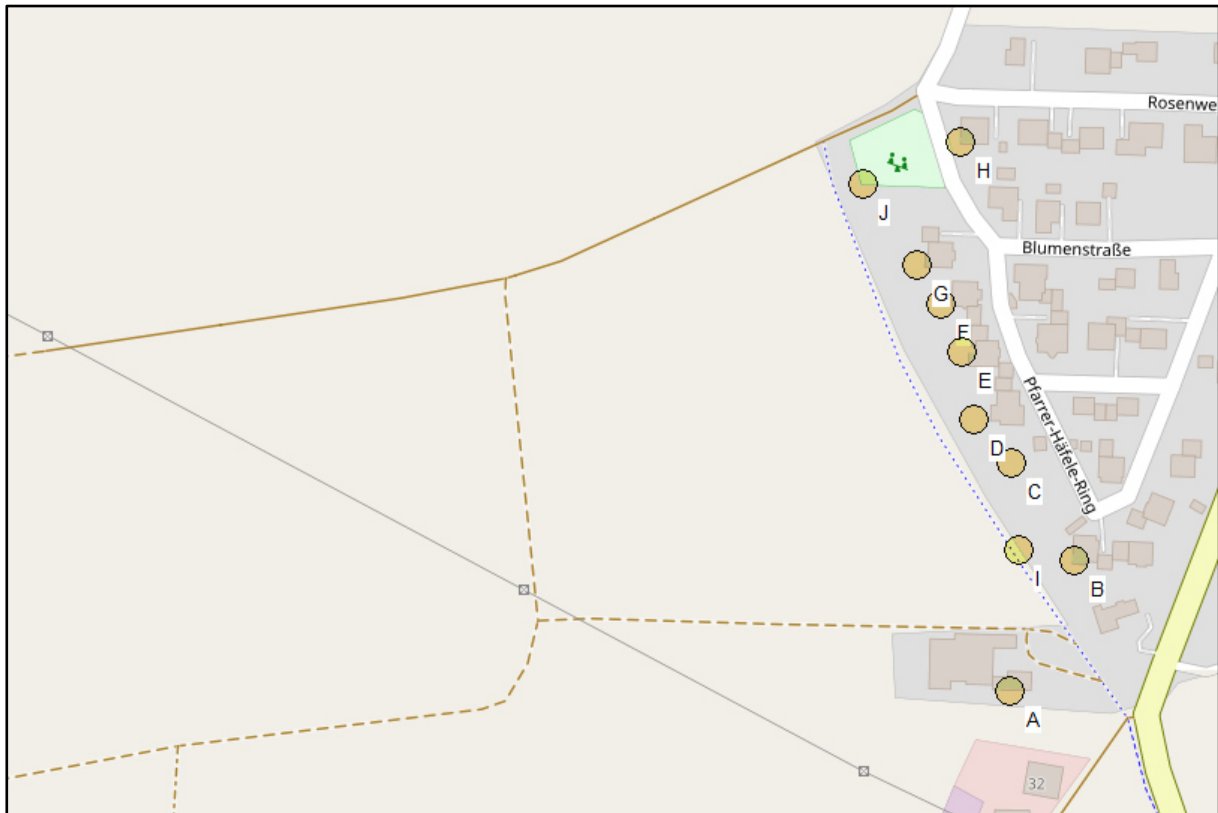 Rosenwe
H
J
Blumenstraße
G
F
E
Pfarrer-Häfele-Ring
D
C
I
B
A
32